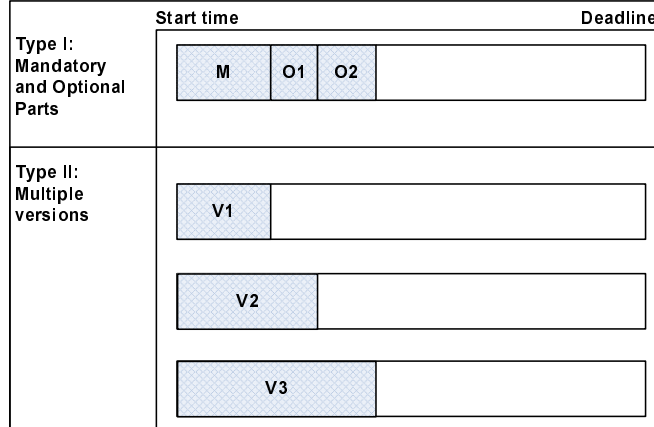 Start time
Deadline
Type I:
Mandatory
and Optional
Parts
M
O1
O2
Type II:
Multiple
versions
V1
V2
V3